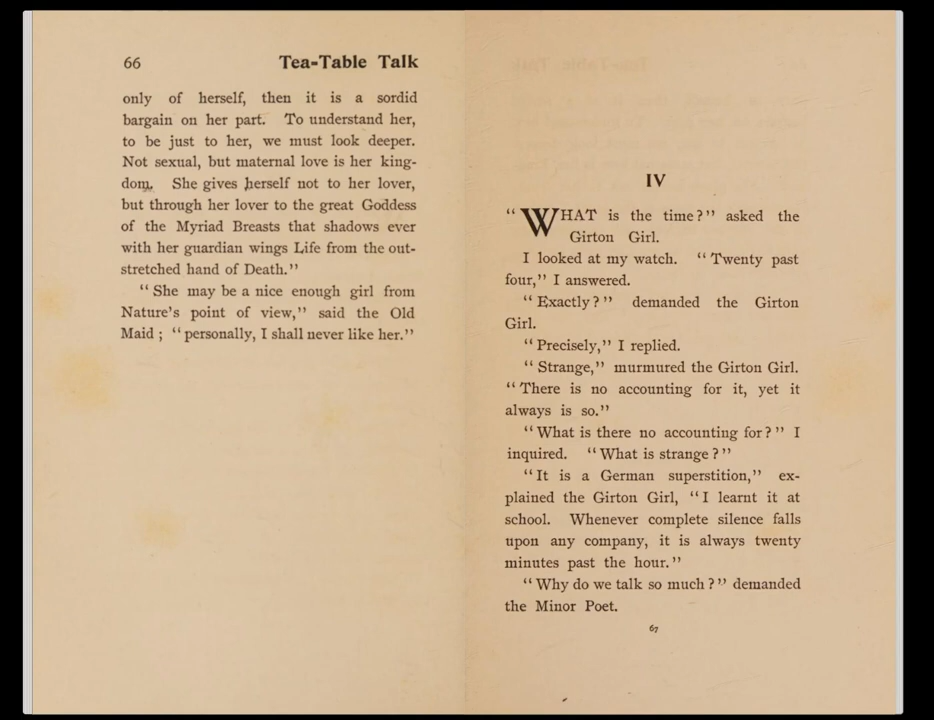 66 Tea-Table Talk
only of herself, then it is a sordid
bargain on her part. To understand her,
to be just to her, we must look deeper.
Not sexual, but maternal love is her king-
dom. She gives herself not to her lover,
but through her lover to the great Goddess
of the Myriad Breasts that shadows ever
with her guardian wings Life from the out-
stretched hand of Death."
"She may be a nice enough girl from
Nature's point of view," said the Old
Maid; "personally, I shall never like her."
IV
"WHAT is the time?" asked the
Girton Girl.
I looked at my watch. "Twenty past
four," I answered.
"Exactly?" demanded the Girton
Girl.
"Precisely," I replied.
"Strange," murmured the Girton Girl.
"There is no accounting for it, yet it
always is so."
"What is there no accounting for?" I
inquired. "What is strange?"
"It is a German superstition," ex-
plained the Girton Girl, "I learnt it at
school. Whenever complete silence falls
upon any company, it is always twenty
minutes past the hour."
"Why do we talk so much?" demanded
the Minor Poet.
67